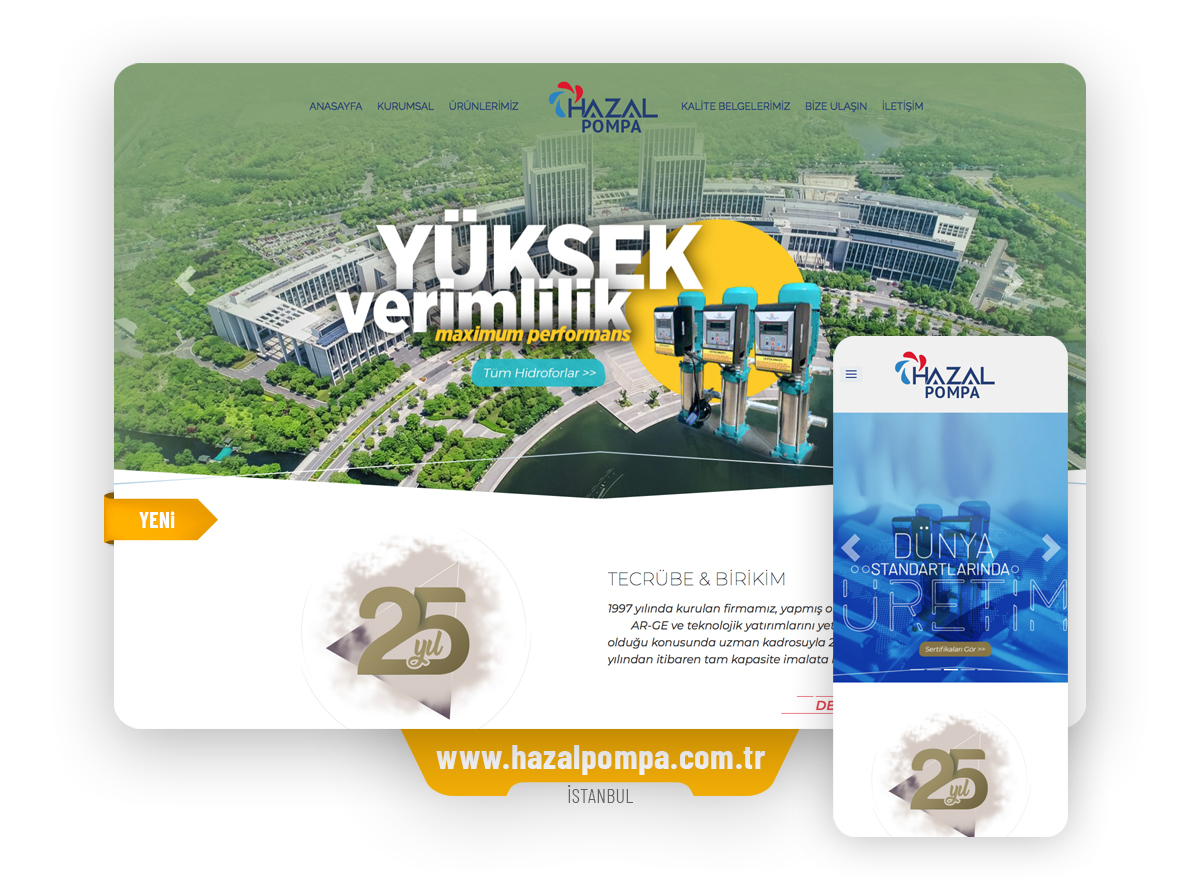 ANASAYFA KURUMSAL ÜRÜNLERİMİZ HAZAL POMPA KALİTE BELGELERİMİZ BİZE ULAŞIN İLETİŞİM
YÜKSEK
verimlilik
maximum performans
Tüm Hidroforlar >>
YENİ
25
yıl
TECRÜBE & BİRİKİM
1997 yılında kurulan firmamız, yapmış
AR-GE ve teknolojik yatırımlarını
olduğu konusunda uzman kadrosuyla
yılından itibaren tam kapasite imalata
HAZAL
POMPA
DÜNYA
STANDARTLARINDA
ÜRETİM
Sertifikaları Gör >>
25
yıl
www.hazalpompa.com.tr
İSTANBUL